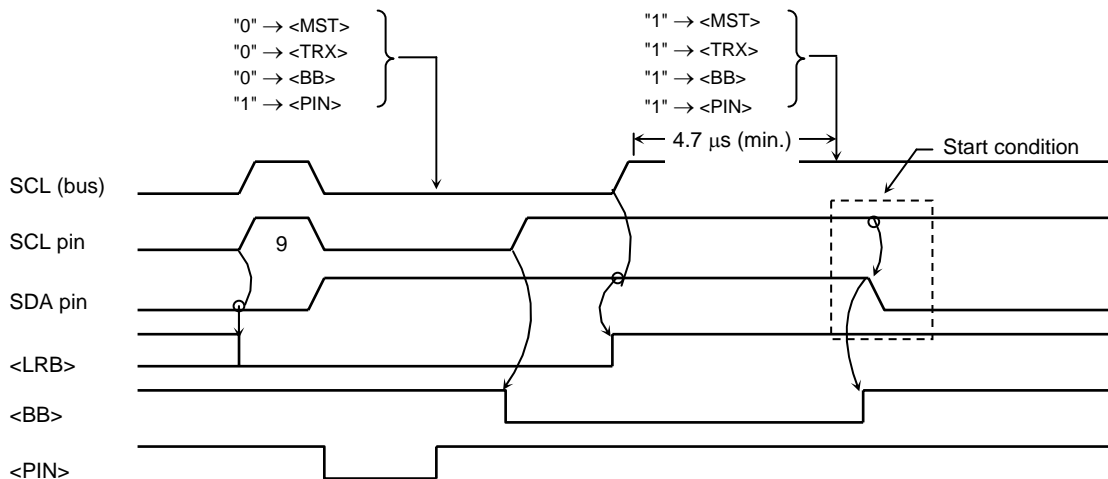 "0" → <MST>
"0" → <TRX>
"0" → <BB>
"1" → <PIN>
"1" → <MST>
"1" → <TRX>
"1" → <BB>
"1" → <PIN>
4.7 μs (min.)
Start condition
SCL (bus)
SCL pin
9
SDA pin
<LRB>
<BB>
<PIN>